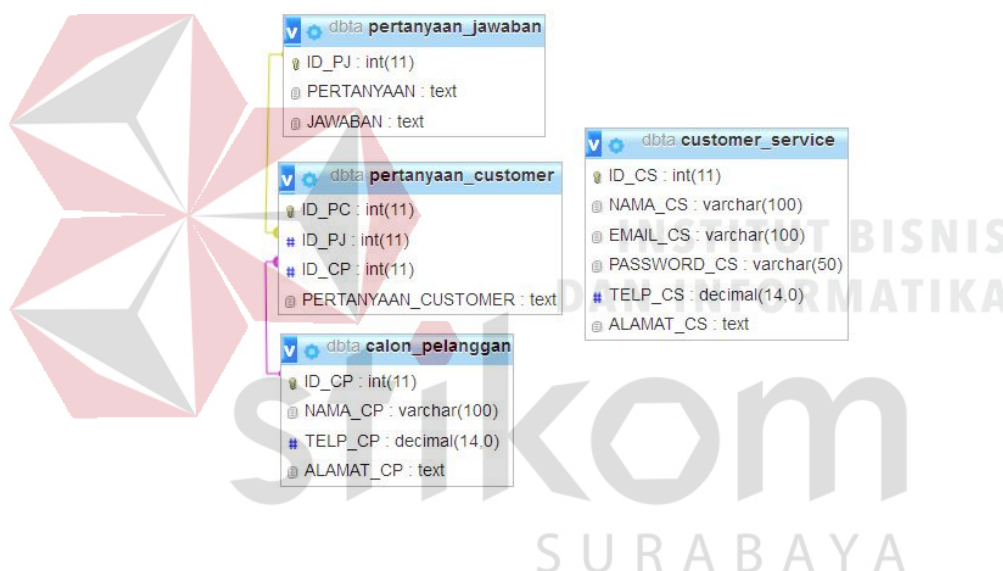 dbta pertanyaan_jawaban
ID_PJ : int(11)
PERTANYAAN : text
JAWABAN : text
dbta pertanyaan_customer
ID_PC : int(11)
# ID_PJ : int(11)
# ID_CP : int(11)
PERTANYAAN_CUSTOMER : text
dbta calon_pelanggan
ID_CP : int(11)
NAMA_CP : varchar(100)
# TELP_CP : decimal(14,0)
ALAMAT_CP : text
dbta customer_service
ID_CS : int(11)
NAMA_CS : varchar(100)
EMAIL_CS : varchar(100)
PASSWORD_CS : varchar(50)
# TELP_CS : decimal(14,0)
ALAMAT_CS : text
INSTITUT BISNIS
DAN INFORMATIKA
stikom
SURABAYA